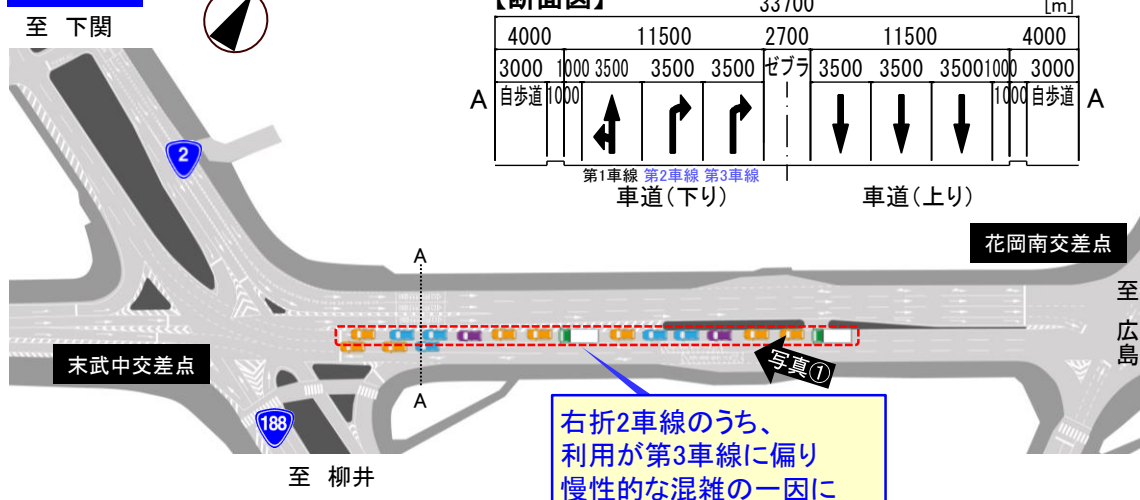 至 下関
【断面図】
33700
[m]
4000 11500 2700 11500 4000
3000 1000 3500 3500 3500 ゼブラ 3500 3500 3500 1000 3000
A 自歩道 1000 1000 自歩道 A
第1車線 第2車線 第3車線
車道(下り) 車道(上り)
2
花岡南交差点
A
至 広島
末武中交差点
写真①
A
188
至 柳井
右折2車線のうち、
利用が第3車線に偏り
慢性的な混雑の一因に